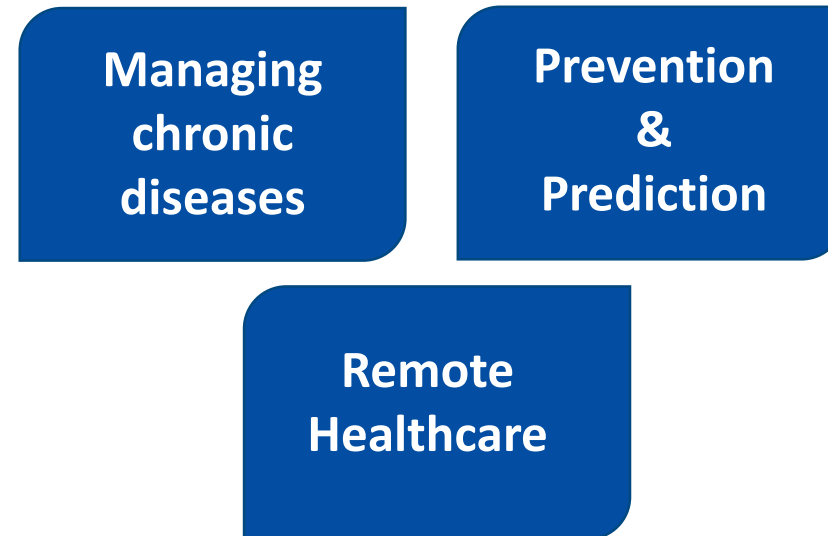 Managing
chronic
diseases
Prevention
&
Prediction
Remote
Healthcare